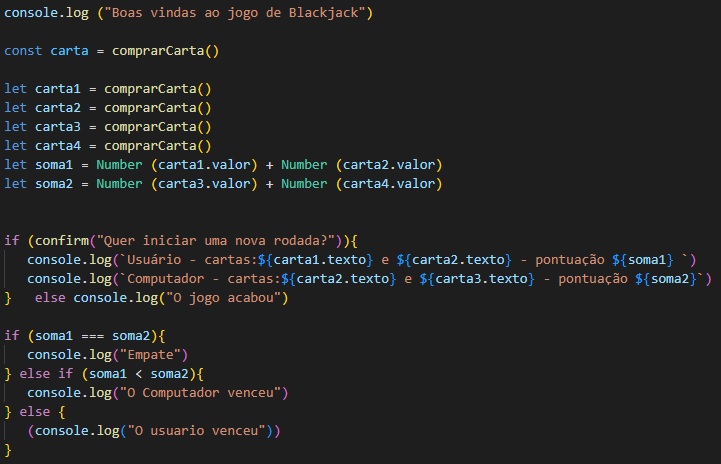 console.log ("Boas vindas ao jogo de Blackjack")
const carta = comprarCarta()
let carta1 = comprarCarta()
let carta2 = comprarCarta()
let carta3 = comprarCarta()
let carta4 = comprarCarta()
let soma1 = Number (carta1.valor) + Number (carta2.valor)
let soma2 = Number (carta3.valor) + Number (carta4.valor)
if (confirm("Quer iniciar uma nova rodada?")){
console.log(`Usuário - cartas:${carta1.texto} e ${carta2.texto} - pontuação ${soma1} `)
console.log(`Computador - cartas:${carta2.texto} e ${carta3.texto} - pontuação ${soma2}`)
} else console.log("O jogo acabou")
if (soma1 === soma2){
console.log("Empate")
} else if (soma1 < soma2){
console.log("O Computador venceu")
} else {
(console.log("O usuario venceu"))
}